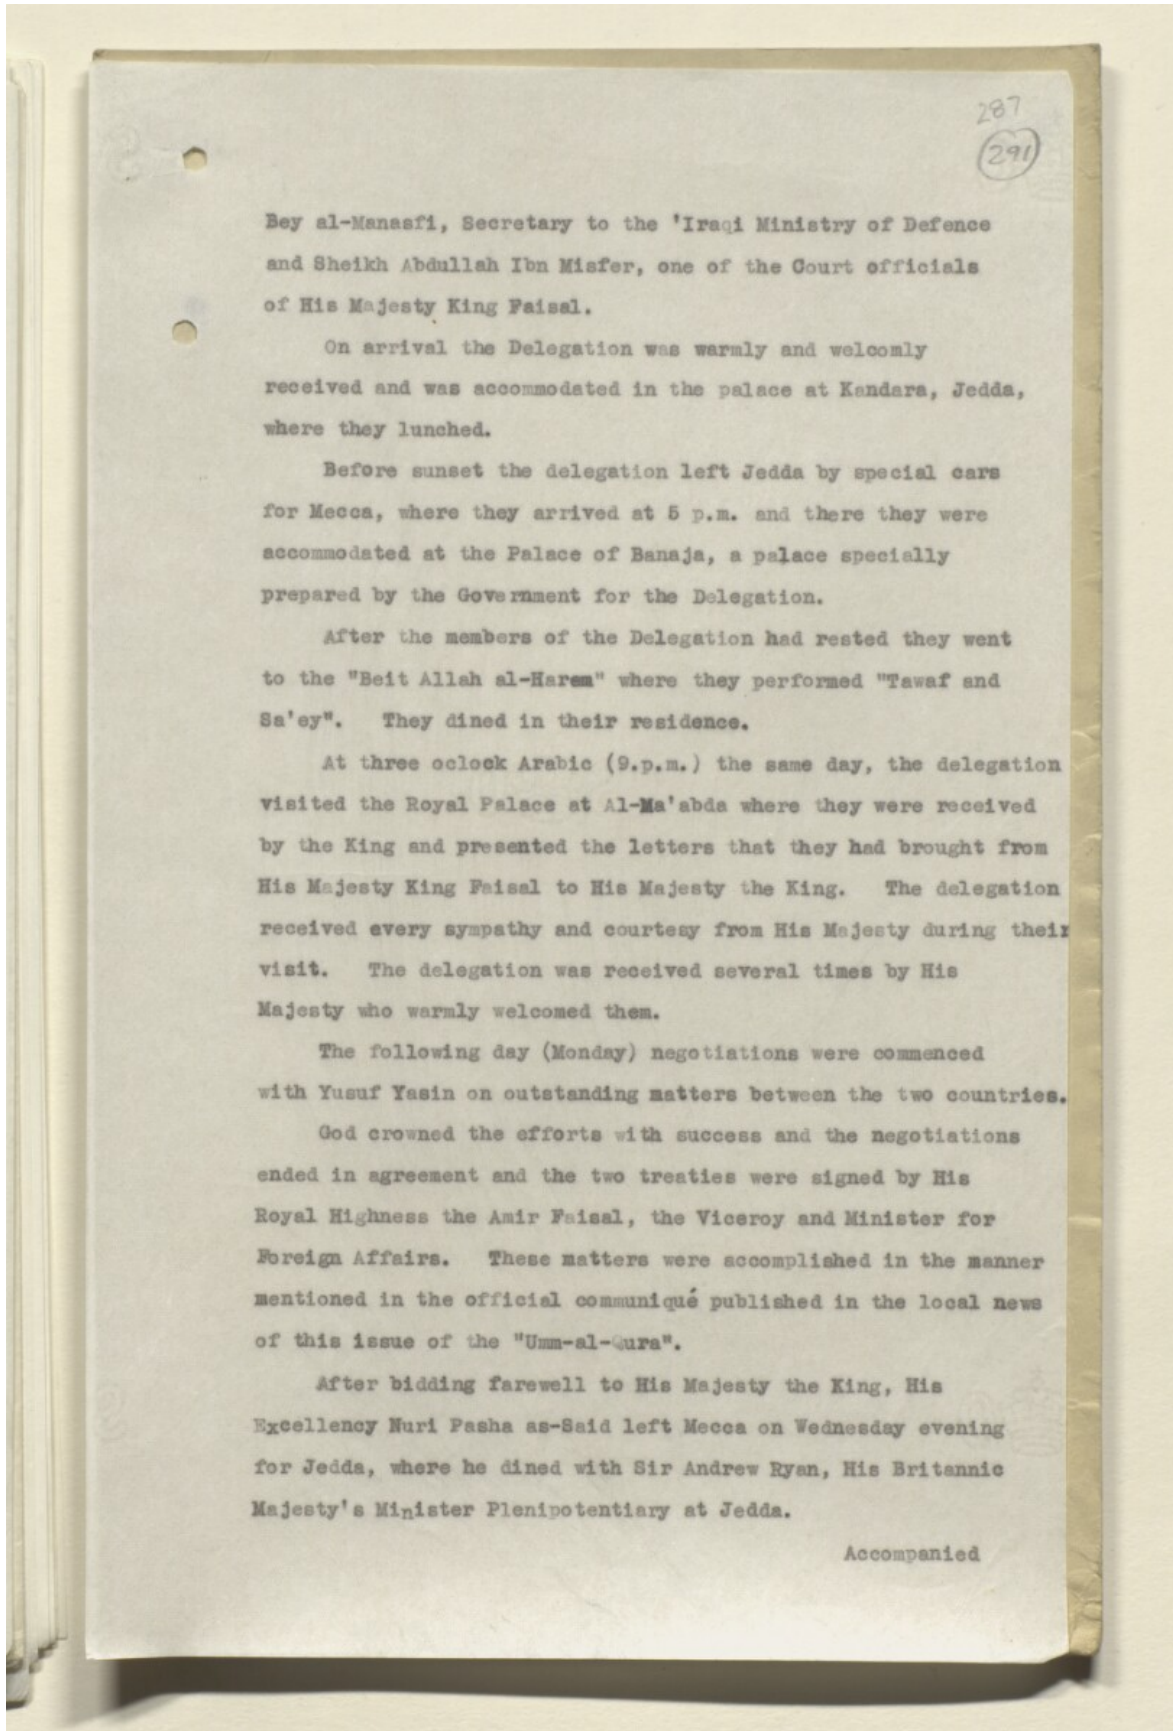 287
291
Bey al-Manasfi, Secretary to the 'Iraqi Ministry of Defence
and Sheikh Abdullah Ibn Misfer, one of the Court officials
of His Majesty King Faisal.
On arrival the Delegation was warmly and welcomly
received and was accommodated in the palace at Kandara, Jedda,
where they lunched.
Before sunset the delegation left Jedda by special cars
for Mecca, where they arrived at 5 p.m. and there they were
accommodated at the Palace of Banaja, a palace specially
prepared by the Government for the Delegation.
After the members of the Delegation had rested they went
to the "Beit Allah al-Haram" where they performed "Tawaf and
Sa'ey". They dined in their residence.
At three oclock Arabic (9.p.m.) the same day, the delegation
visited the Royal Palace at Al-Ma'abda where they were received
by the King and presented the letters that they had brought from
His Majesty King Faisal to His Majesty the King. The delegation
received every sympathy and courtesy from His Majesty during their
visit. The delegation was received several times by His
Majesty who warmly welcomed them.
The following day (Monday) negotiations were commenced
with Yusuf Yasin on outstanding matters between the two countries.
God crowned the efforts with success and the negotiations
ended in agreement and the two treaties were signed by His
Royal Highness the Amir Faisal, the Viceroy and Minister for
Foreign Affairs. These matters were accomplished in the manner
mentioned in the official communiqué published in the local news
of this issue of the "Umm-al-Qura".
After bidding farewell to His Majesty the King, His
Excellency Nuri Pasha as-Said left Mecca on Wednesday evening
for Jedda, where he dined with Sir Andrew Ryan, His Britannic
Majesty's Minister Plenipotentiary at Jedda.
Accompanied